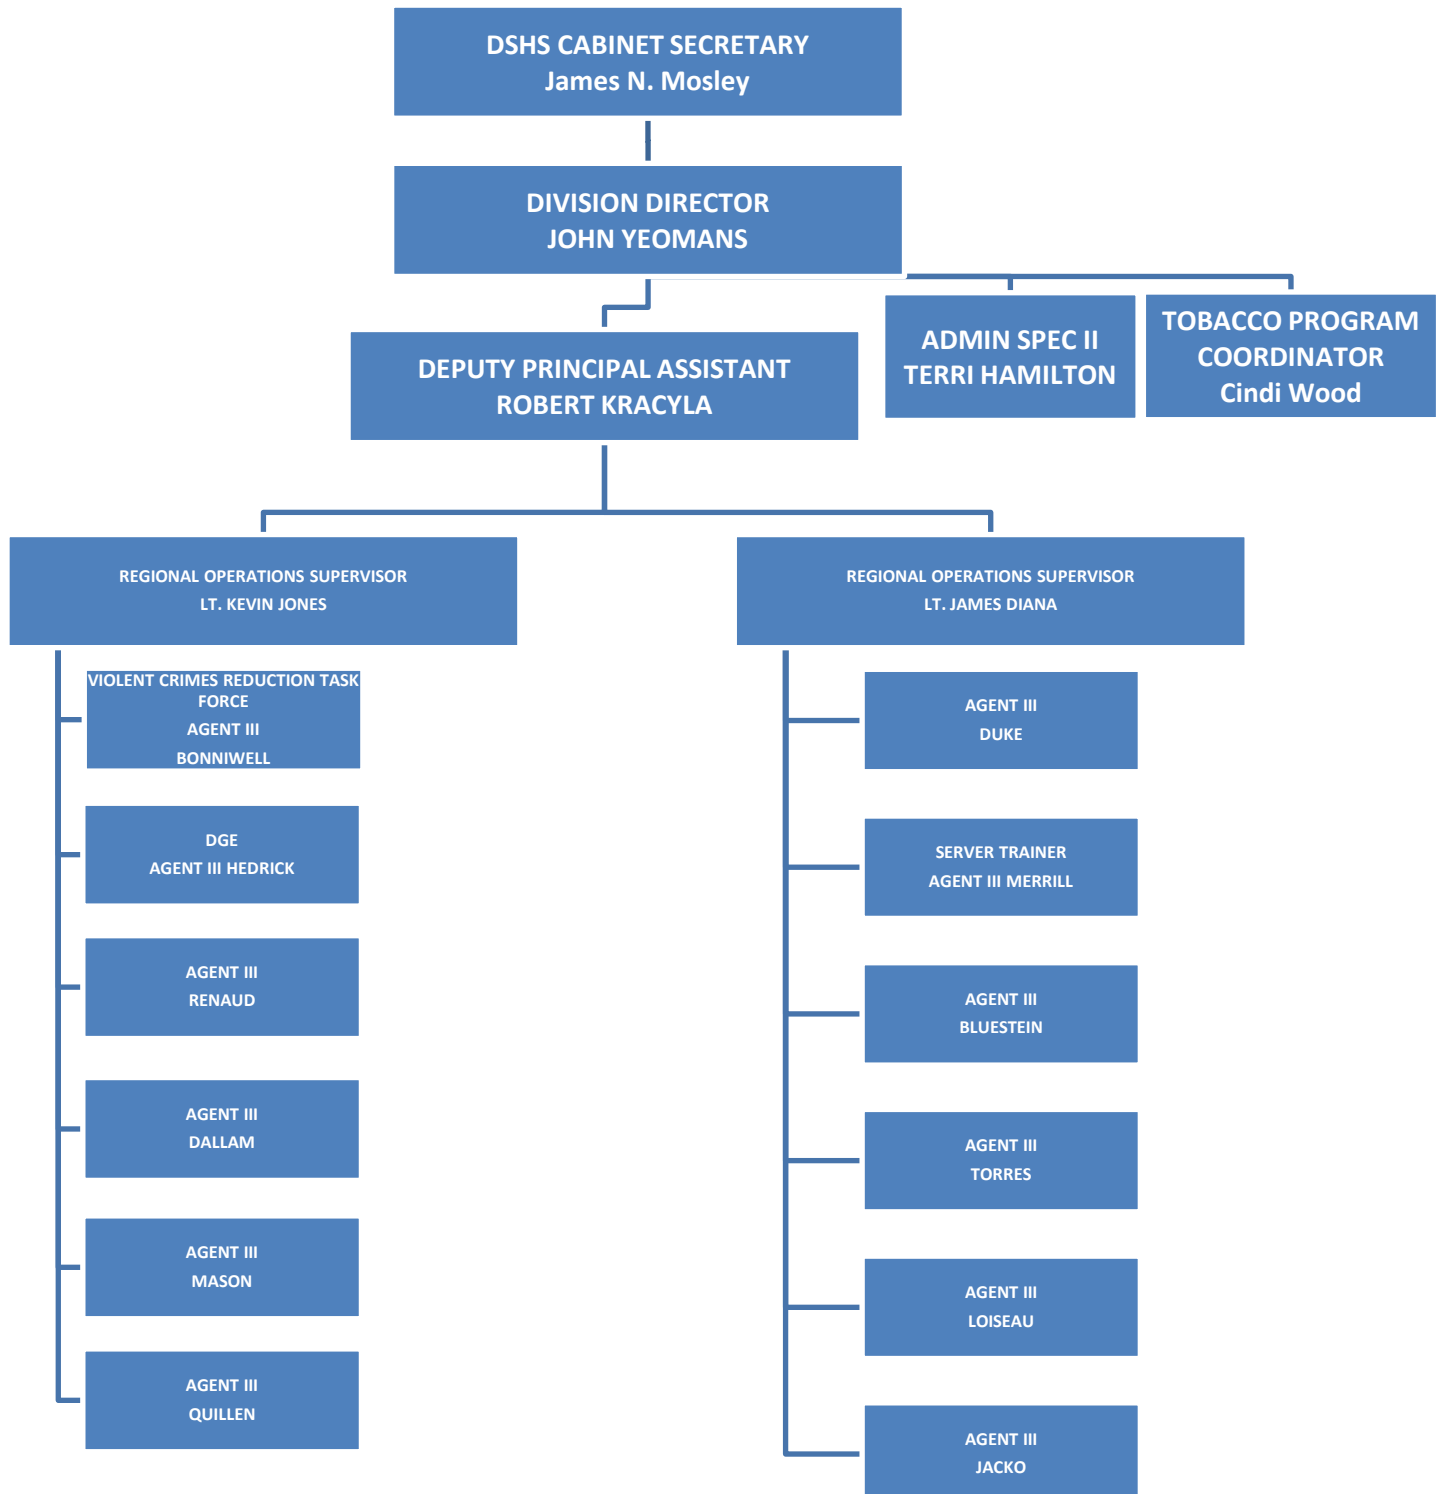 DSHS CABINET SECRETARY
James N. Mosley
DIVISION DIRECTOR
JOHN YEOMANS
ADMIN SPEC II
TERRI HAMILTON
TOBACCO PROGRAM
COORDINATOR
Cindi Wood
DEPUTY PRINCIPAL ASSISTANT
ROBERT KRACYLA
REGIONAL OPERATIONS SUPERVISOR
LT. KEVIN JONES
VIOLENT CRIMES REDUCTION TASK
FORCE
AGENT III
BONNIWELL
DGE
AGENT III HEDRICK
AGENT III
RENAUD
AGENT III
DALLAM
AGENT III
MASON
AGENT III
QUILLEN
REGIONAL OPERATIONS SUPERVISOR
LT. JAMES DIANA
AGENT III
DUKE
SERVER TRAINER
AGENT III MERRILL
AGENT III
BLUESTEIN
AGENT III
TORRES
AGENT III
LOISEAU
AGENT III
JACKO